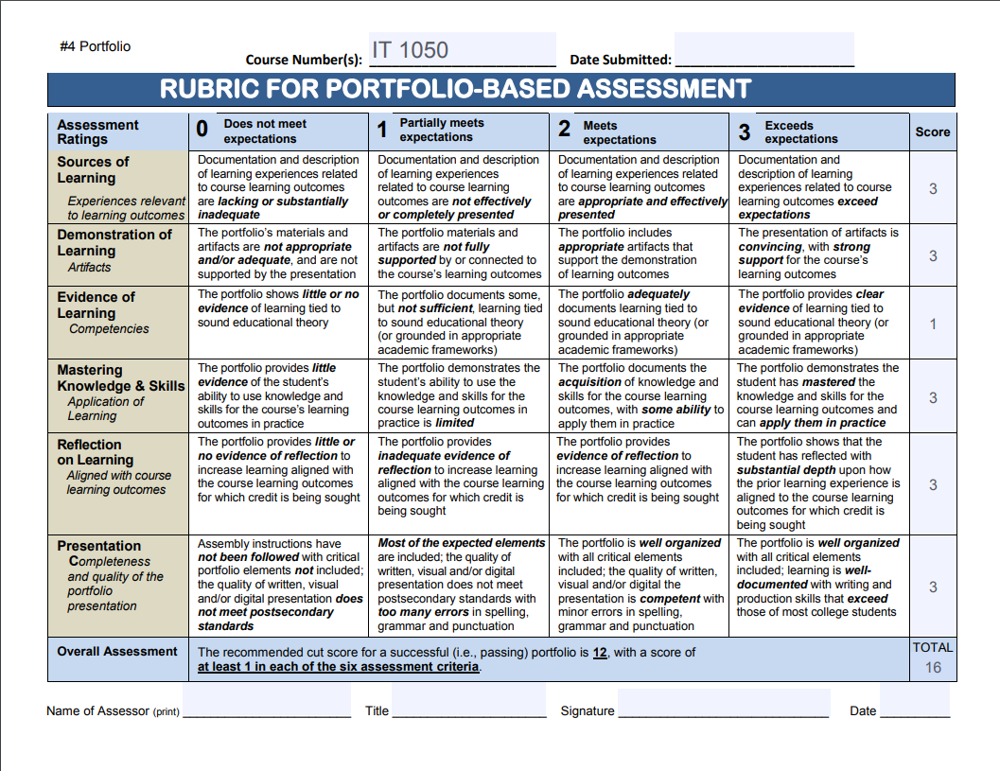 #4 Portfolio
Course Number(s): IT 1050 Date Submitted:
RUBRIC FOR PORTFOLIO-BASED ASSESSMENT
Assessment
Ratings
0 Does not meet
expectations
1 Partially meets
expectations
2 Meets
expectations
3 Exceeds
expectations
Score
Sources of
Learning
Experiences relevant
to learning outcomes
Documentation and description
of learning experiences related
to course learning outcomes
are lacking or substantially
inadequate
Documentation and description
of learning experiences
related to course learning
outcomes are not effectively
or completely presented
Documentation and description
of learning experiences related
to course learning outcomes
are appropriate and effectively
presented
Documentation and
description of learning
experiences related to course
learning outcomes exceed
expectations
3
Demonstration of
Learning
Artifacts
The portfolio's materials and
artifacts are not appropriate
and/or adequate, and are not
supported by the presentation
The portfolio materials and
artifacts are not fully
supported by or connected to
the course's learning outcomes
The portfolio includes
appropriate artifacts that
support the demonstration
of learning outcomes
The presentation of artifacts is
convincing, with strong
support for the course's
learning outcomes
3
Evidence of
Learning
Competencies
The portfolio shows little or no
evidence of learning tied to
sound educational theory
The portfolio documents some,
but not sufficient, learning tied
to sound educational theory
(or grounded in appropriate
academic frameworks)
The portfolio adequately
documents learning tied to
sound educational theory (or
grounded in appropriate
academic frameworks)
The portfolio provides clear
evidence of learning tied to
sound educational theory (or
grounded in appropriate
academic frameworks)
1
Mastering
Knowledge & Skills
Application of
Learning
The portfolio provides little
evidence of the student's
ability to use knowledge and
skills for the course's learning
outcomes in practice
The portfolio demonstrates the
student's ability to use the
knowledge and skills for the
course learning outcomes in
practice is limited
The portfolio documents the
acquisition of knowledge and
skills for the course learning
outcomes, with some ability to
apply them in practice
The portfolio demonstrates the
student has mastered the
knowledge and skills for the
course learning outcomes and
can apply them in practice
3
Reflection
on Learning
Aligned with course
learning outcomes
The portfolio provides little or
no evidence of reflection to
increase learning aligned with
the course learning outcomes
for which credit is being sought
The portfolio provides
inadequate evidence of
reflection to increase learning
aligned with the course learning
outcomes for which credit is
being sought
The portfolio provides
evidence of reflection to
increase learning aligned with
the course learning outcomes
for which credit is being sought
The portfolio shows that the
student has reflected with
substantial depth upon how
the prior learning experience is
aligned to the course learning
outcomes for which credit is
being sought
3
Presentation
Completeness
and quality of the
portfolio
presentation
Assembly instructions have
not been followed with critical
portfolio elements not included;
the quality of written, visual
and/or digital presentation does
not meet postsecondary
standards
Most of the expected elements
are included; the quality of
written, visual and/or digital
presentation does not meet
postsecondary standards with
too many errors in spelling,
grammar and punctuation
The portfolio is well organized
with all critical elements
included; the quality of written,
visual and/or digital the
presentation is competent with
minor errors in spelling,
grammar and punctuation
The portfolio is well organized
with all critical elements
included; learning is well-
documented with writing and
production skills that exceed
those of most college students
3
Overall Assessment
The recommended cut score for a successful (i.e., passing) portfolio is 12, with a score of
at least 1 in each of the six assessment criteria.
TOTAL
16
Name of Assessor (print) Title Signature Date